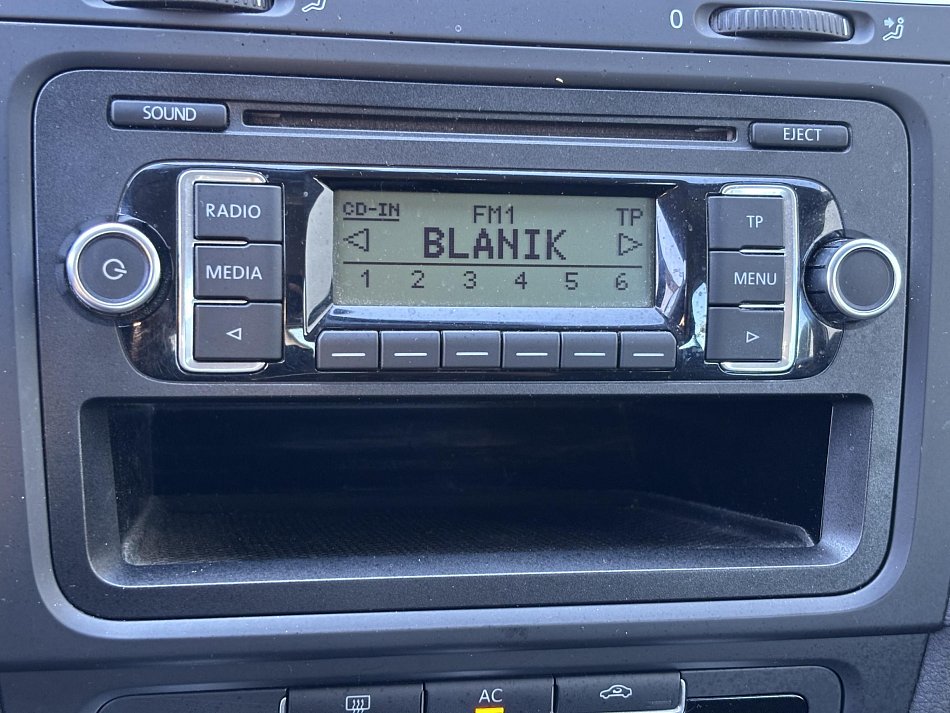 0
SOUND
EJECT
RADIO
MEDIA
CD-IN
FM1
TP
BLANIK
1 2 3 4 5 6
TP
MENU
AC